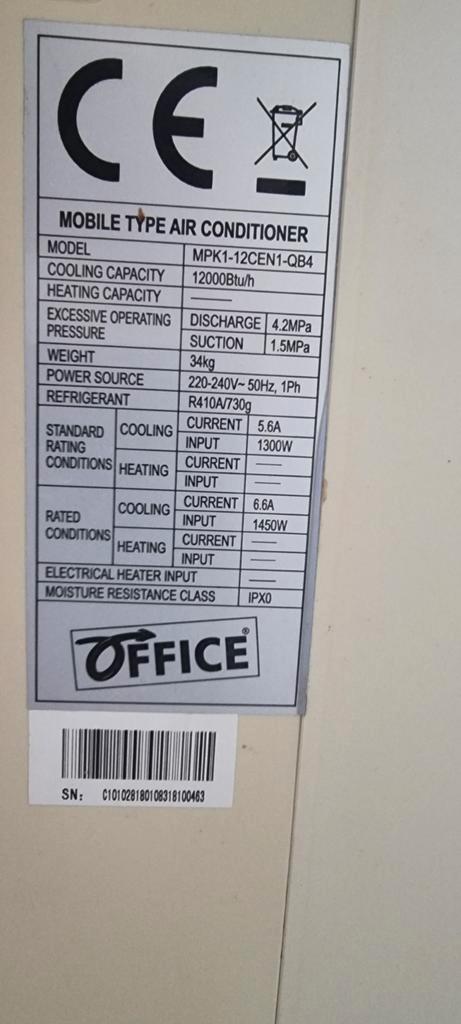 CE
MOBILE TYPE AIR CONDITIONER
MODEL MPK1-12CEN1-QB4
COOLING CAPACITY 12000Btu/h
HEATING CAPACITY ——
EXCESSIVE OPERATING PRESSURE DISCHARGE 4.2MPa
SUCTION 1.5MPa
WEIGHT 34kg
POWER SOURCE 220-240V~ 50Hz, 1Ph
REFRIGERANT R410A/730g
STANDARD RATING CONDITIONS COOLING CURRENT 5.6A
INPUT 1300W
HEATING CURRENT ——
INPUT ——
RATED CONDITIONS COOLING CURRENT 6.6A
INPUT 1450W
HEATING CURRENT ——
INPUT ——
ELECTRICAL HEATER INPUT ——
MOISTURE RESISTANCE CLASS IPX0
OFFICE®
SN: C101028180108318100463